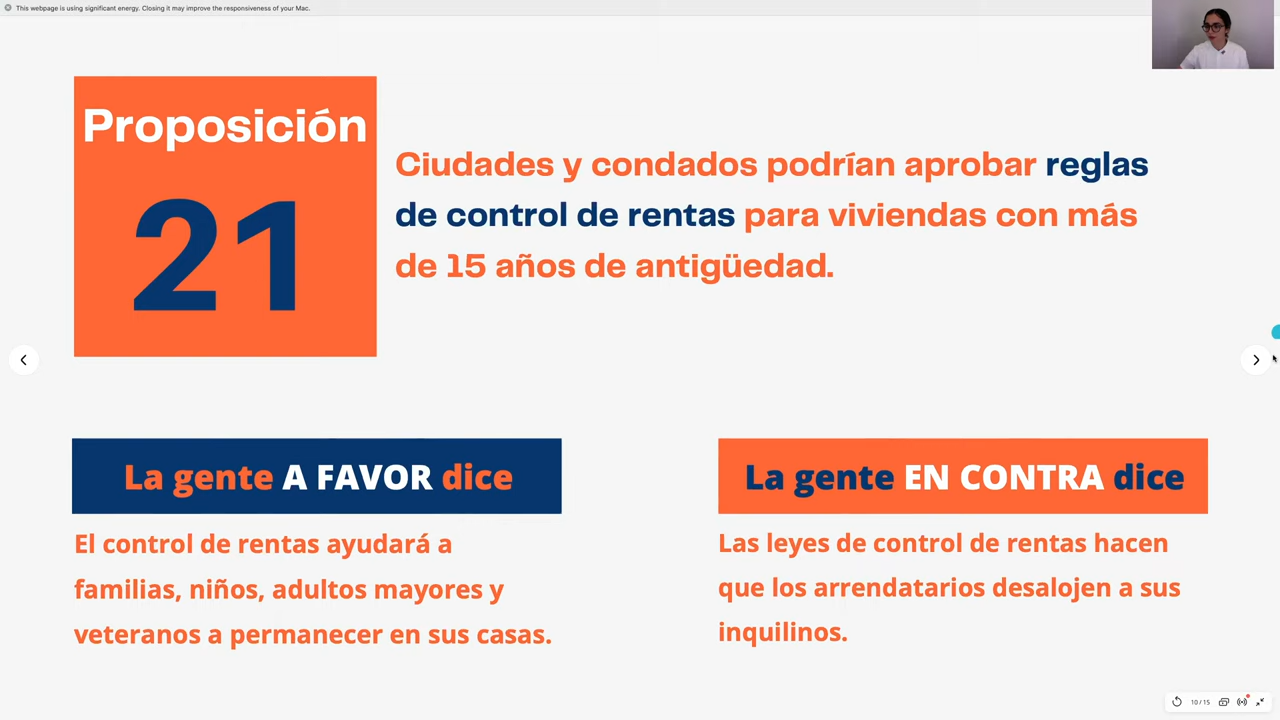 This webpage is using significant energy. Closing it may improve the responsiveness of your Mac.
Proposición
21
Ciudades y condados podrían aprobar reglas
de control de rentas para viviendas con más
de 15 años de antigüedad.
La gente A FAVOR dice
El control de rentas ayudará a
familias, niños, adultos mayores y
veteranos a permanecer en sus casas.
La gente EN CONTRA dice
Las leyes de control de rentas hacen
que los arrendatarios desalojen a sus
inquilinos.
10/15